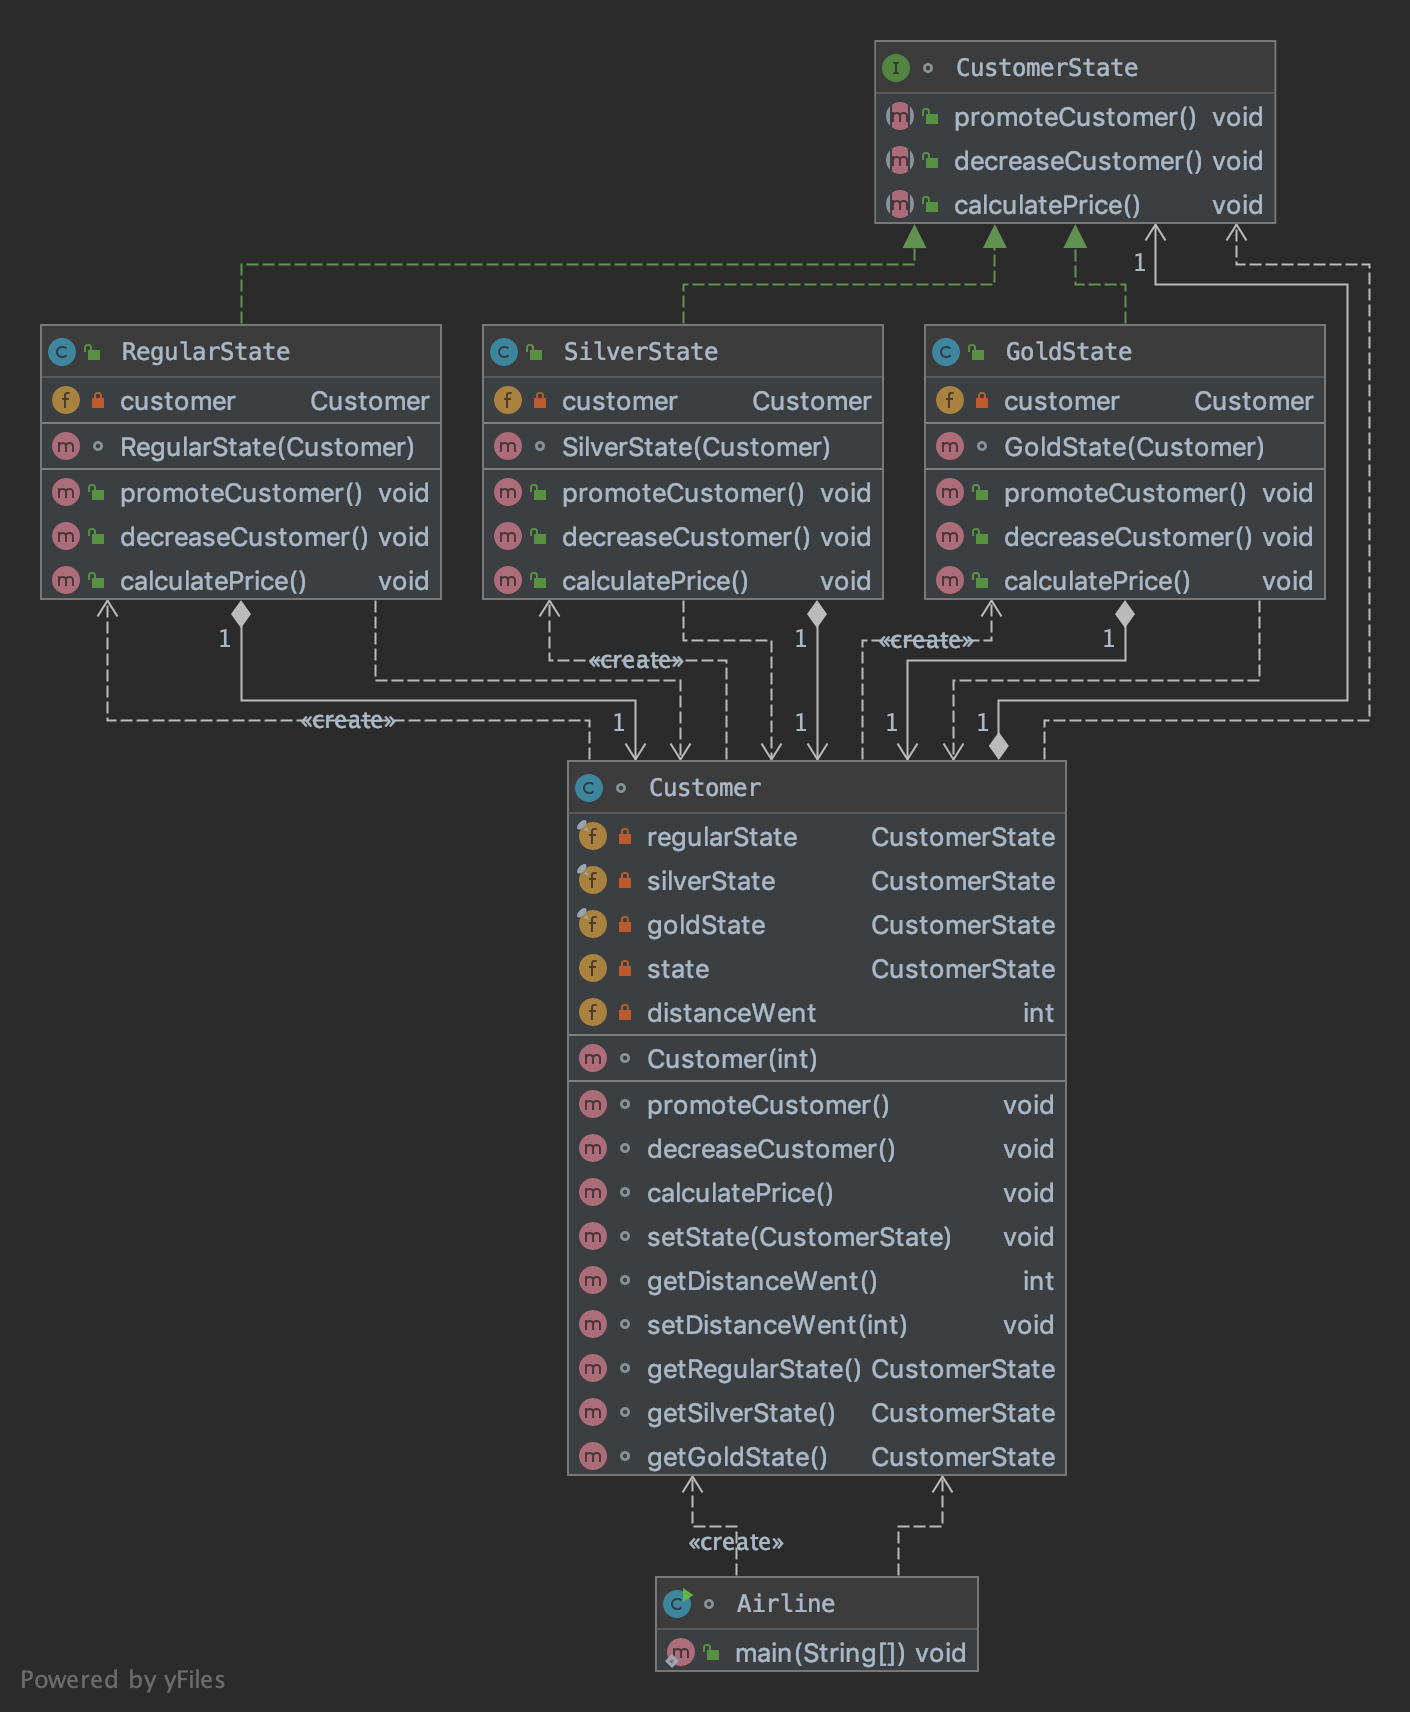 CustomerState
promoteCustomer() void
decreaseCustomer() void
calculatePrice() void
1
RegularState
customer Customer
RegularState(Customer)
promoteCustomer() void
decreaseCustomer() void
calculatePrice() void
SilverState
customer Customer
SilverState(Customer)
promoteCustomer() void
decreaseCustomer() void
calculatePrice() void
GoldState
customer Customer
GoldState(Customer)
promoteCustomer() void
decreaseCustomer() void
calculatePrice() void
1
1
1
«create»
«create»
«create»
1
1
1
1
Customer
regularState CustomerState
silverState CustomerState
goldState CustomerState
state CustomerState
distanceWent int
Customer(int)
promoteCustomer() void
decreaseCustomer() void
calculatePrice() void
setState(CustomerState) void
getDistanceWent() int
setDistanceWent(int) void
getRegularState() CustomerState
getSilverState() CustomerState
getGoldState() CustomerState
«create»
Airline
main(String[]) void
Powered by yFiles